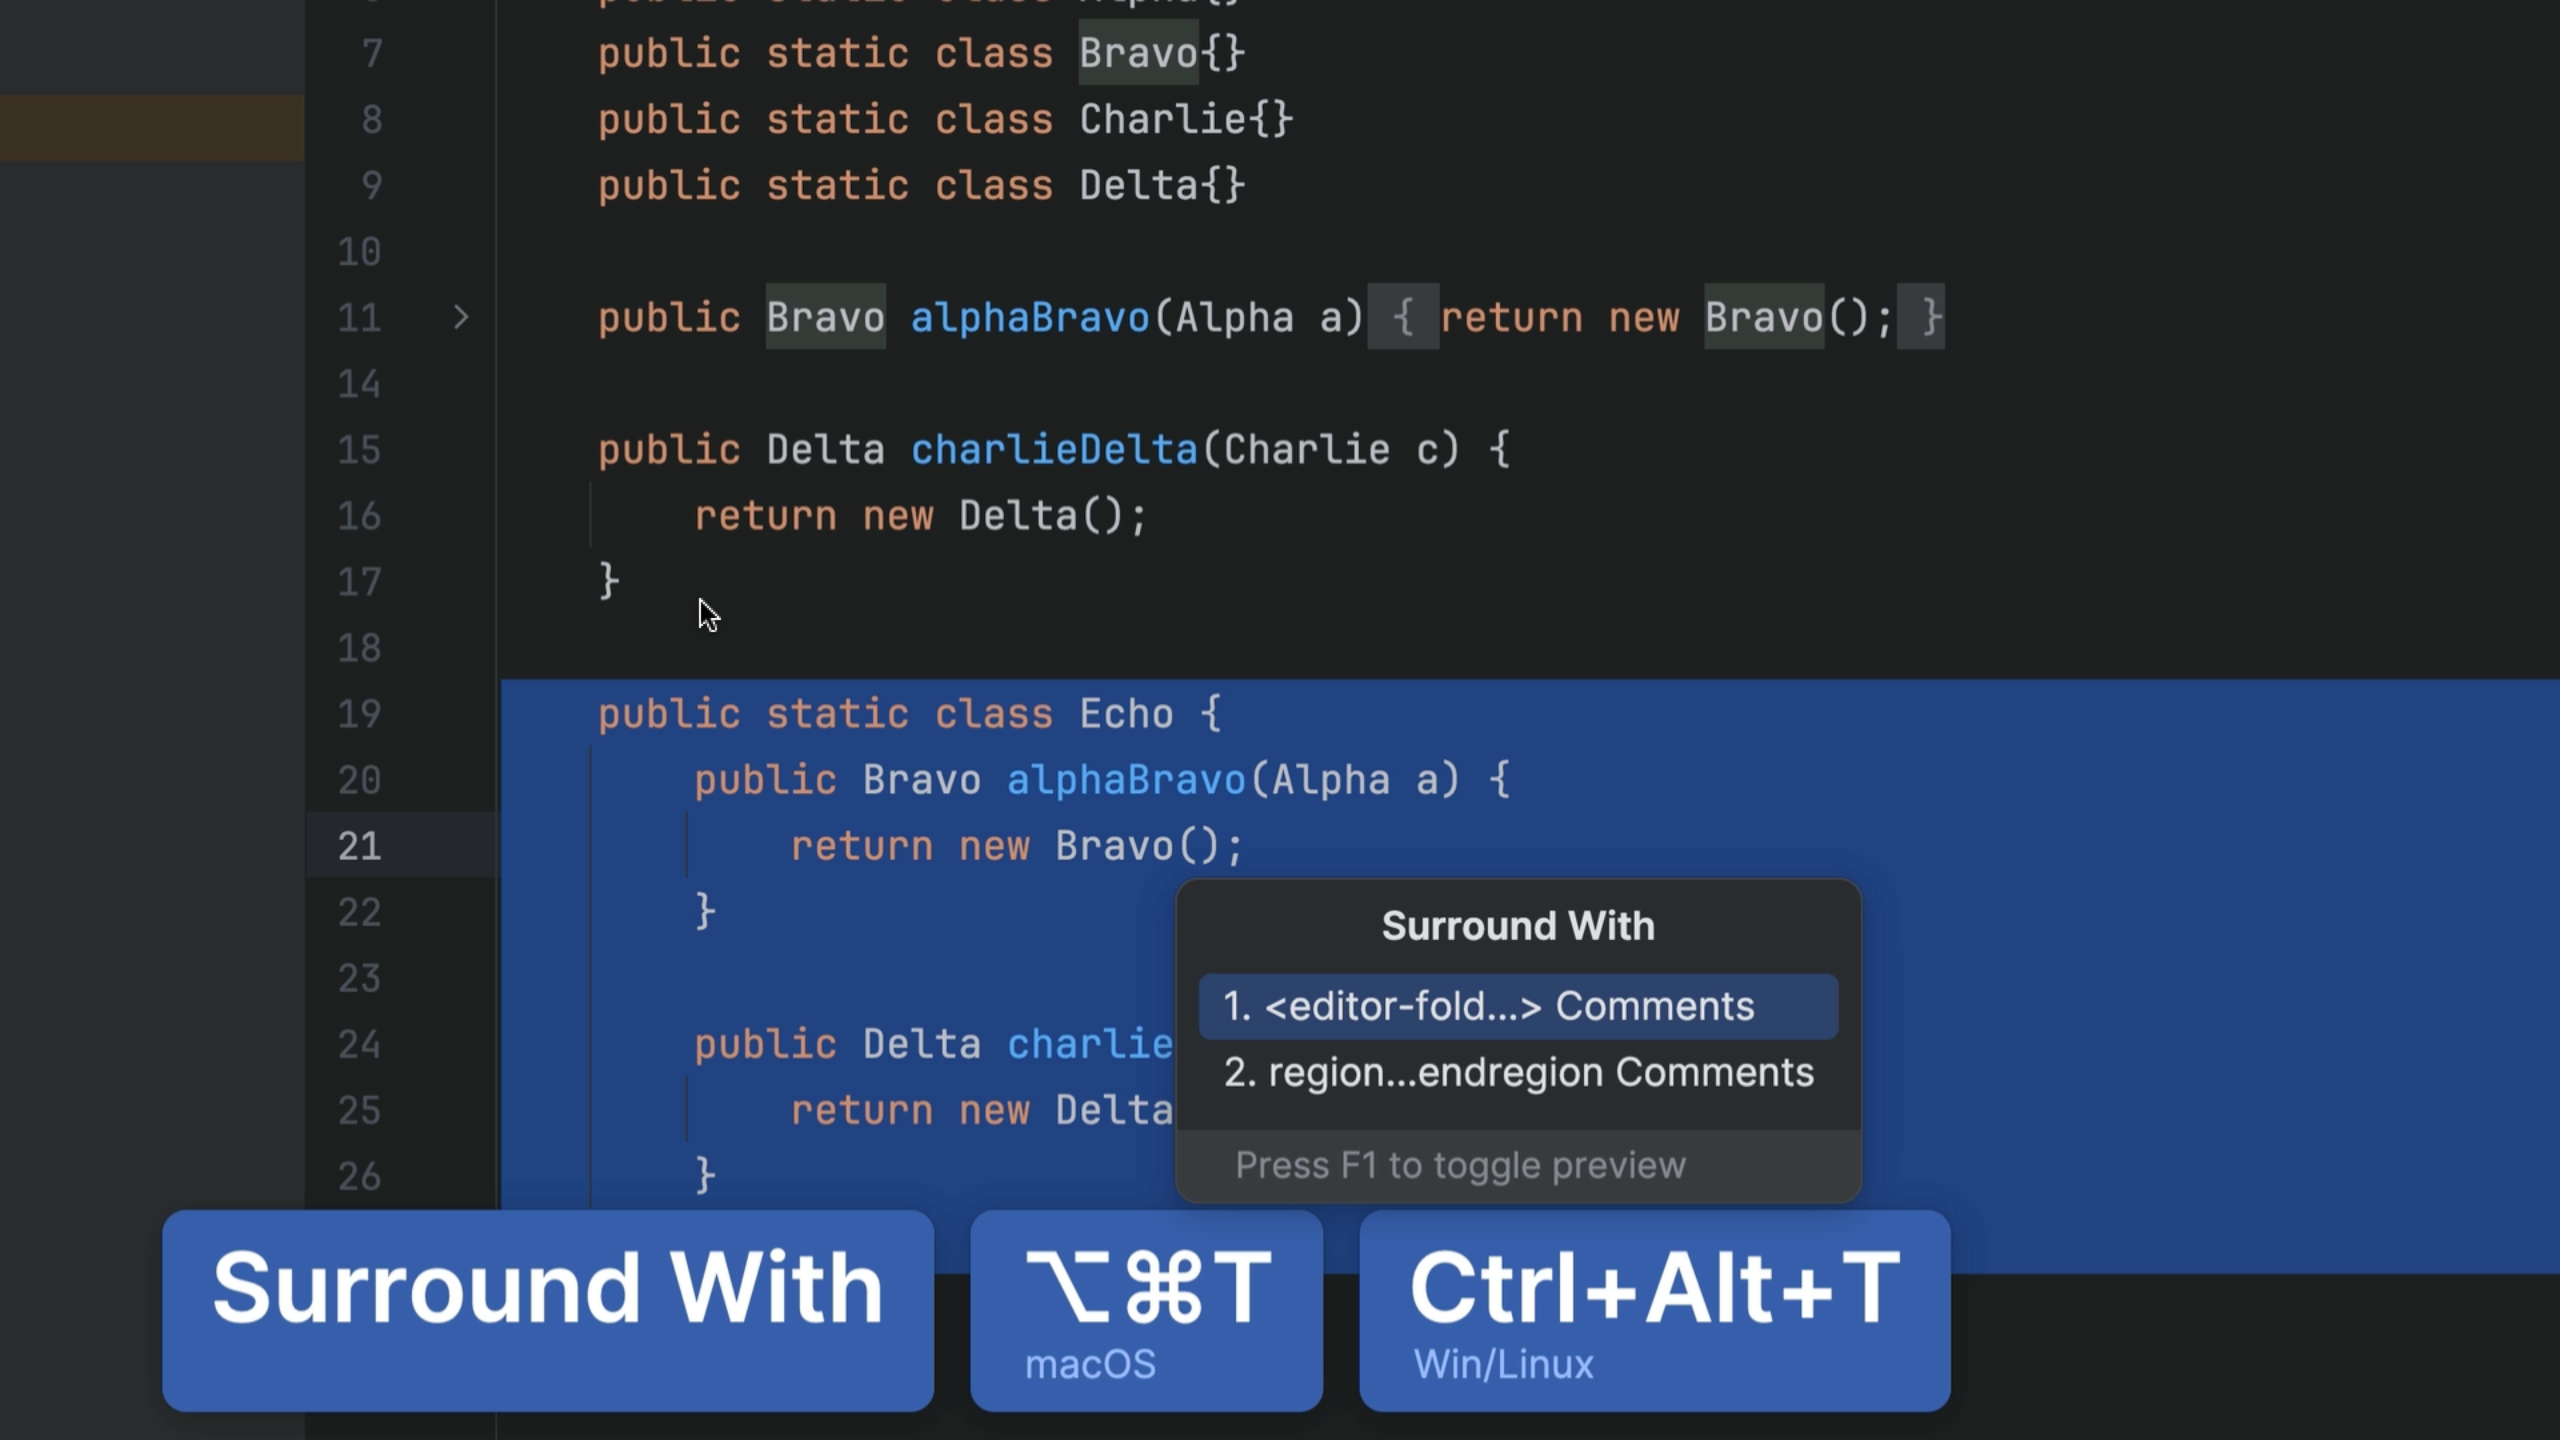 7 public static class Bravo{}
8 public static class Charlie{}
9 public static class Delta{}
10
11 public Bravo alphaBravo(Alpha a) { return new Bravo(); }
14
15 public Delta charlieDelta(Charlie c) {
16 return new Delta();
17 }
18
19 public static class Echo {
20 public Bravo alphaBravo(Alpha a) {
21 return new Bravo();
22 }
23
24 public Delta charlie
25 return new Delta
26 }
Surround With
1. <editor-fold...> Comments
2. region...endregion Comments
Press F1 to toggle preview
Surround With
⌥⌘T
macOS
Ctrl+Alt+T
Win/Linux